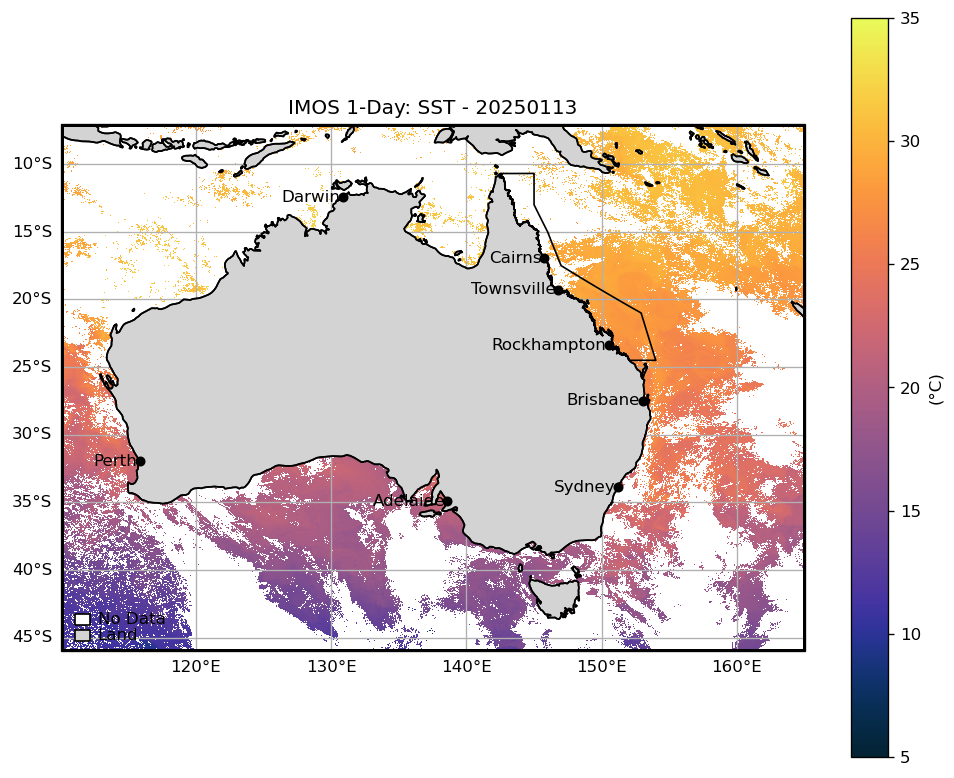 IMOS 1-Day: SST - 20250113
35
30
25
20
15
10
5
(°C)
10°S
15°S
20°S
25°S
30°S
35°S
40°S
45°S
Darwin
Cairns
Townsville
Rockhampton
Brisbane
Perth
Sydney
Adelaide
No Data
Land
120°E 130°E 140°E 150°E 160°E